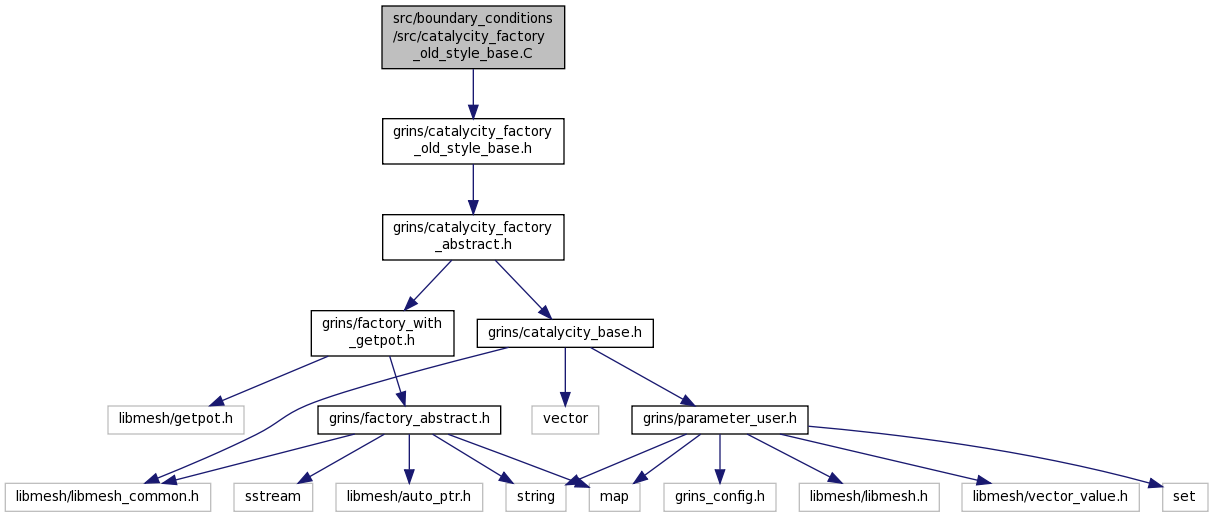 src/boundary_conditions
/src/catalycity_factory
_old_style_base.C
grins/catalycity_factory
_old_style_base.h
grins/catalycity_factory
_abstract.h
grins/factory_with
_getpot.h
grins/catalycity_base.h
libmesh/getpot.h
grins/factory_abstract.h
vector
grins/parameter_user.h
libmesh/libmesh_common.h
sstream
libmesh/auto_ptr.h
string
map
grins_config.h
libmesh/libmesh.h
libmesh/vector_value.h
set